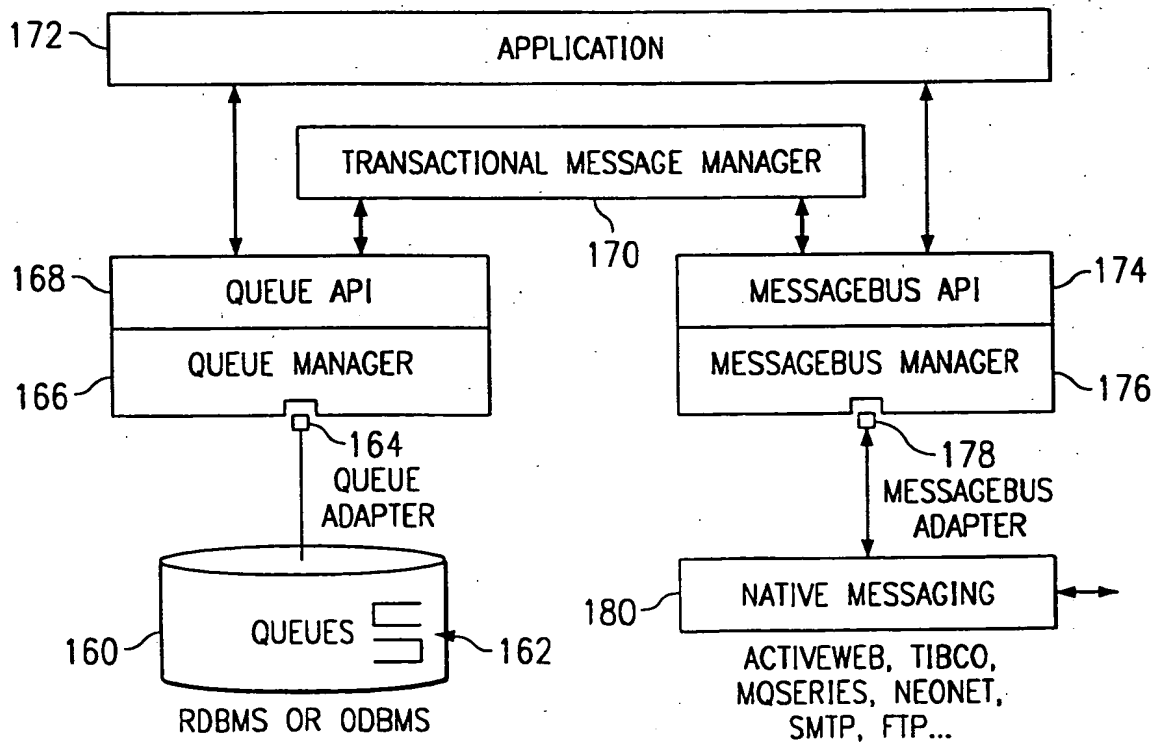 172
APPLICATION
TRANSACTIONAL MESSAGE MANAGER
170
168
QUEUE API
MESSAGEBUS API
174
166
QUEUE MANAGER
MESSAGEBUS MANAGER
176
164
QUEUE
ADAPTER
178
MESSAGEBUS
ADAPTER
160
QUEUES
162
RDBMS OR ODBMS
180
NATIVE MESSAGING
ACTIVEWEB, TIBCO,
MQSERIES, NEONET,
SMTP, FTP...